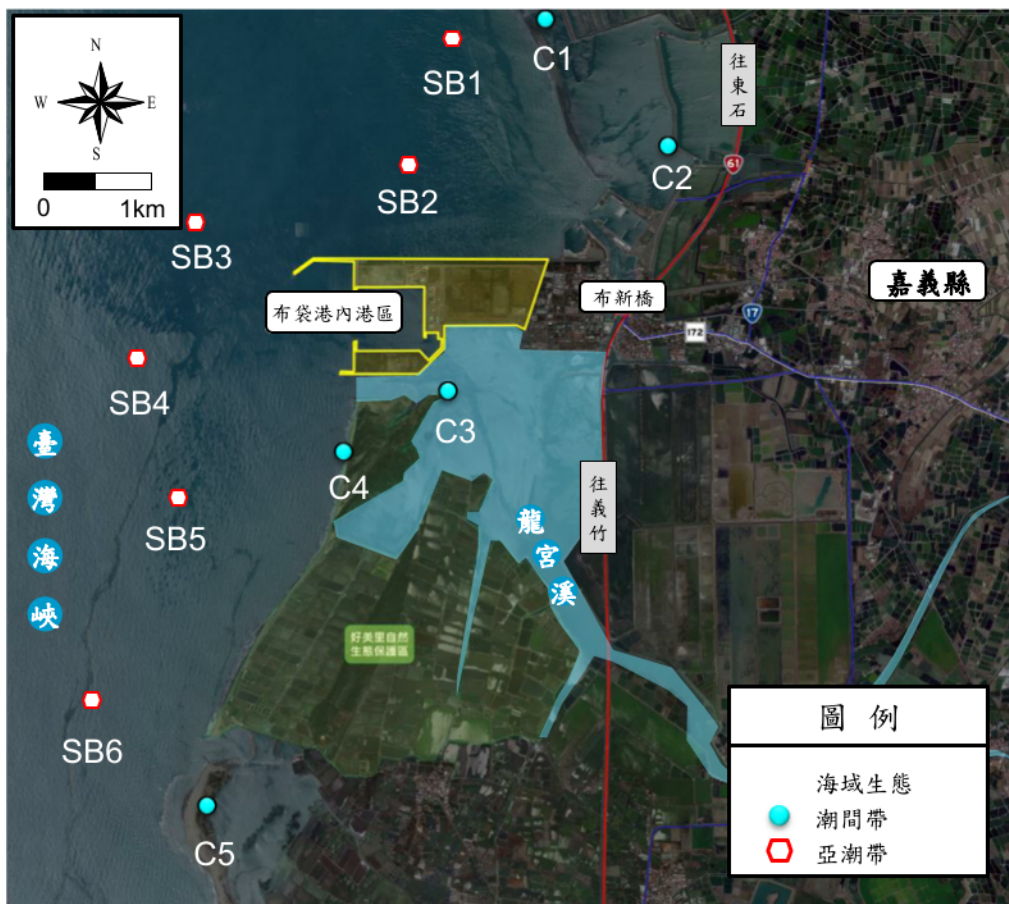 N
W E
S
0 1km
C1
SB1
往東石
61
C2
SB2
SB3
嘉義縣
布袋港內港區
布新橋
17
172
SB4
C3
臺灣海峽
C4
往義竹
SB5
龍宮溪
好美里自然
生態保護區
SB6
圖例
海域生態
潮間帶
亞潮帶
C5